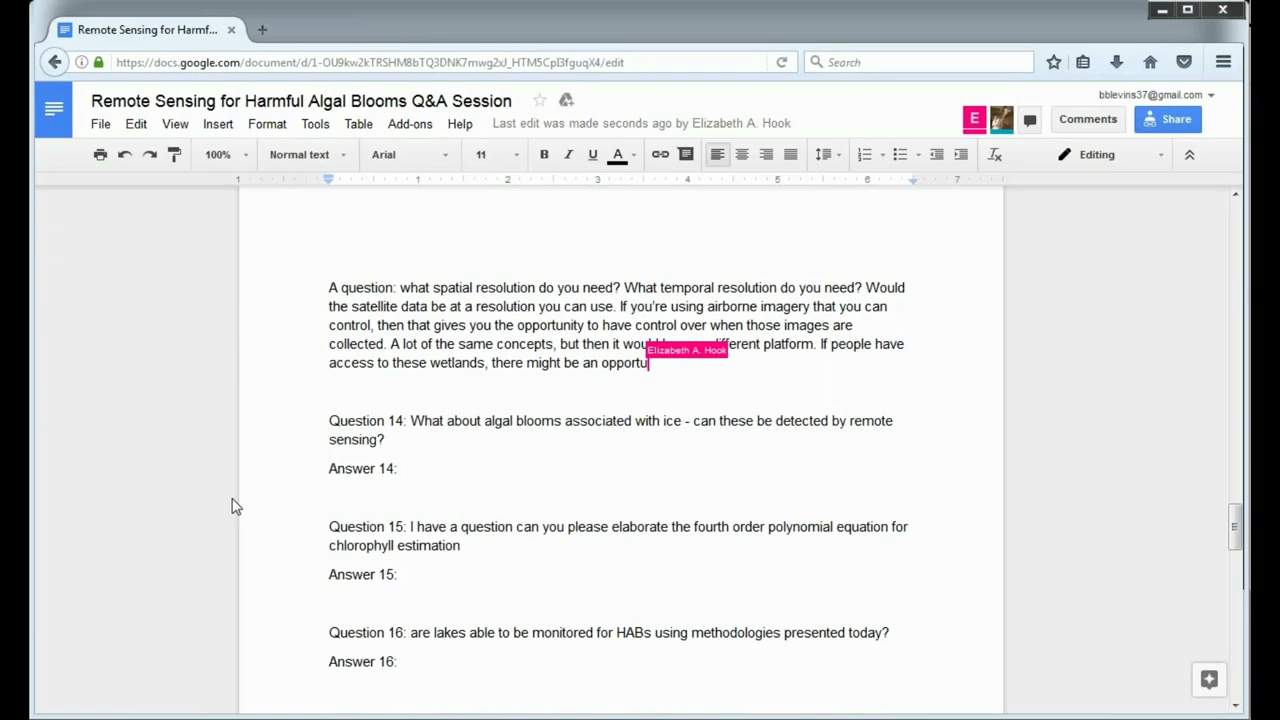 Remote Sensing for Harmf...
https://docs.google.com/document/d/1-OU9kw2kTRSHM8bTQ3DNK7mwg2xJ_HTM5CpI3fguqX4/edit
Search
bblevins37@gmail.com
Remote Sensing for Harmful Algal Blooms Q&A Session
E
Comments
Share
File Edit View Insert Format Tools Table Add-ons Help Last edit was made seconds ago by Elizabeth A. Hook
100% Normal text Arial 11 B I U A Editing
1 1 2 3 4 5 6 7
A question: what spatial resolution do you need? What temporal resolution do you need? Would
the satellite data be at a resolution you can use. If you're using airborne imagery that you can
control, then that gives you the opportunity to have control over when those images are
collected. A lot of the same concepts, but then it platform. If people have
Elizabeth A. Hook
access to these wetlands, there might be an opportu
Question 14: What about algal blooms associated with ice - can these be detected by remote
sensing?
Answer 14:
Question 15: I have a question can you please elaborate the fourth order polynomial equation for
chlorophyll estimation
Answer 15:
Question 16: are lakes able to be monitored for HABs using methodologies presented today?
Answer 16: